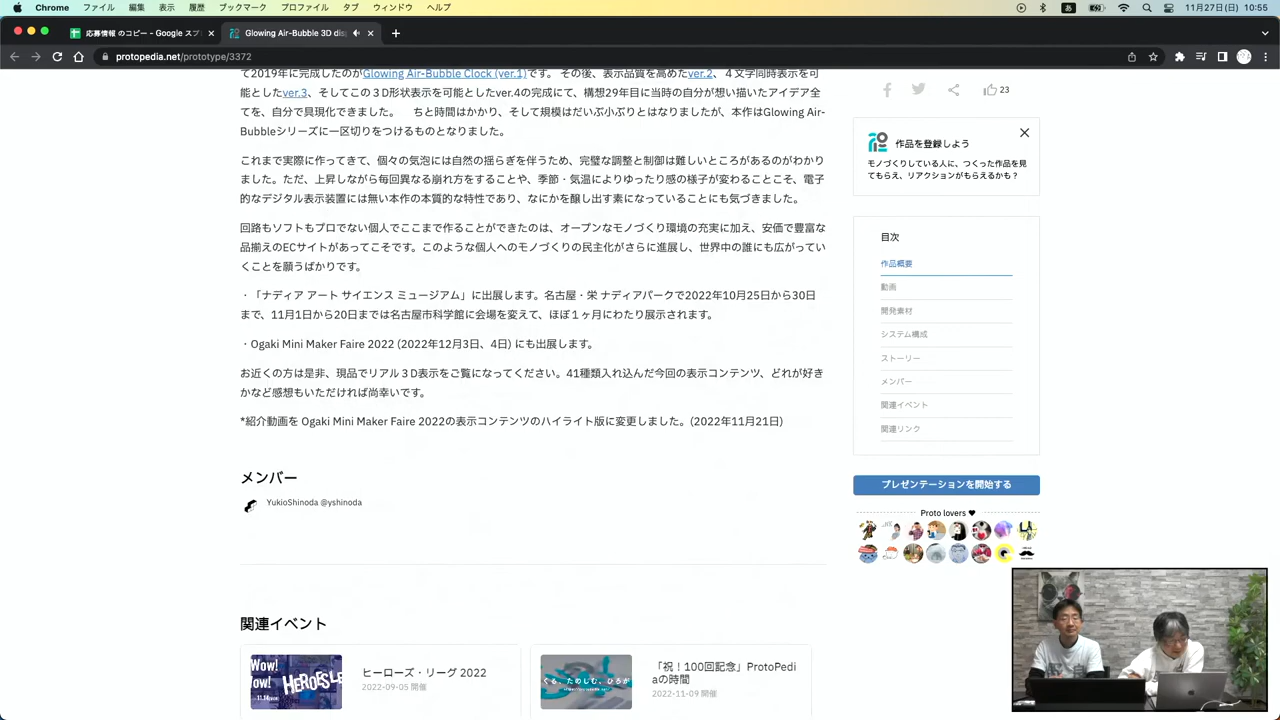 Chrome ファイル 編集 表示 履歴 ブックマーク プロファイル タブ ウィンドウ ヘルプ
あ
11月27日(日) 10:55
応募情報 のコピー - Google スプ
Glowing Air-Bubble 3D dis
protopedia.net/prototype/3372
て2019年に完成したのがGlowing Air-Bubble Clock (ver.1)です。 その後、表示品質を高めたver.2、４文字同時表示を可
能としたver.3、そしてこの３D形状表示を可能としたver.4の完成にて、構想29年目に当時の自分が想い描いたアイデア全
てを、自分で具現化できました。　ちと時間はかかり、そして規模はだいぶ小ぶりとはなりましたが、本作はGlowing Air-
Bubbleシリーズに一区切りをつけるものとなりました。
これまで実際に作ってきて、個々の気泡には自然の揺らぎを伴うため、完璧な調整と制御は難しいところがあるのがわかり
ました。ただ、上昇しながら毎回異なる崩れ方をすることや、季節・気温によりゆったり感の様子が変わることこそ、電子
的なデジタル表示装置には無い本作の本質的な特性であり、なにかを醸し出す素になっていることにも気づきました。
回路もソフトもプロでない個人でここまで作ることができたのは、オープンなモノづくり環境の充実に加え、安価で豊富な
品揃えのECサイトがあってこそです。このような個人へのモノづくりの民主化がさらに進展し、世界中の誰にも広がってい
くことを願うばかりです。
・「ナディア アート サイエンス ミュージアム」に出展します。名古屋・栄 ナディアパークで2022年10月25日から30日
まで、11月1日から20日までは名古屋市科学館に会場を変えて、ほぼ１ヶ月にわたり展示されます。
・Ogaki Mini Maker Faire 2022 (2022年12月3日、4日) にも出展します。
お近くの方は是非、現品でリアル３D表示をご覧になってください。41種類入れ込んだ今回の表示コンテンツ、どれが好き
かなど感想もいただければ尚幸いです。
*紹介動画を Ogaki Mini Maker Faire 2022の表示コンテンツのハイライト版に変更しました。(2022年11月21日)
メンバー
YukioShinoda @yshinoda
関連イベント
Wow!
HEROES
ヒーローズ・リーグ 2022
2022-09-05 開催
くる、たのしむ、ひろが
「祝！100回記念」ProtoPedi
aの時間
2022-11-09 開催
23
作品を登録しよう
モノづくりしている人に、つくった作品を見
てもらえ、リアクションがもらえるかも？
目次
作品概要
動画
開発素材
システム構成
ストーリー
メンバー
関連イベント
関連リンク
プレゼンテーションを開始する
Proto lovers ♥